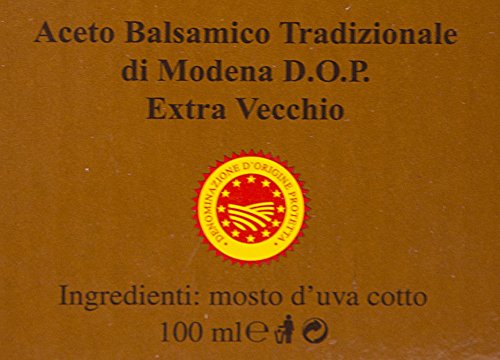 Aceto Balsamico Tradizionale
di Modena D.O.P.
Extra Vecchio
DENOMINAZIONE D'ORIGINE PROTETTA
Ingredienti: mosto d'uva cotto
100 ml e